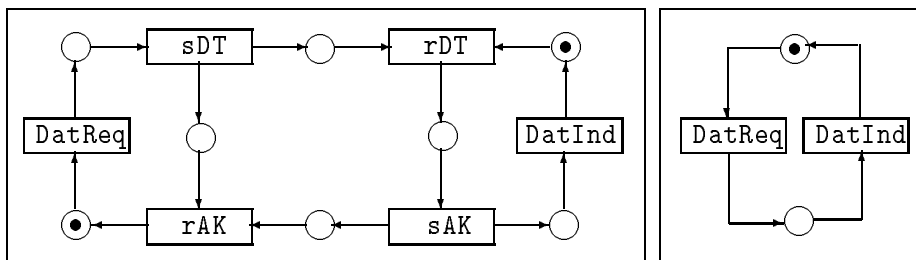 sDT
rDT
DatReq
DatInd
rAK
sAK
DatReq
DatInd